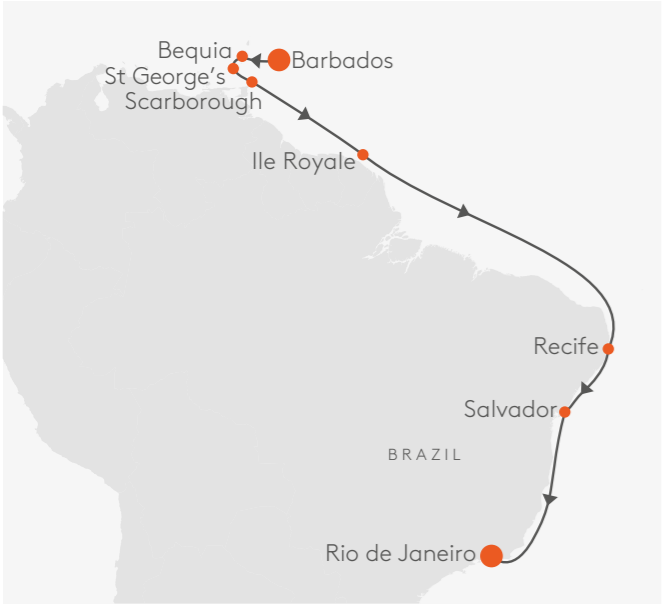 Bequia
Barbados
St George’s
Scarborough
Ile Royale
Recife
Salvador
BRAZIL
Rio de Janeiro